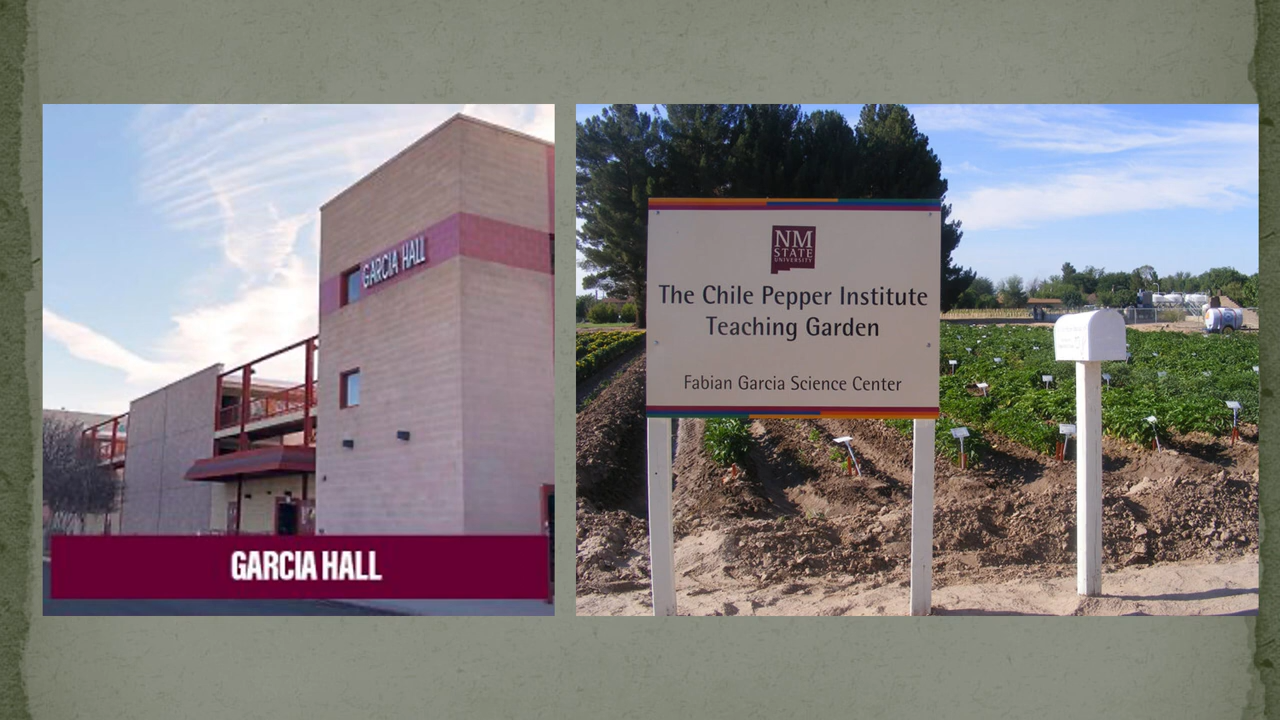 GARCIA HALL
GARCIA HALL
NM
STATE
UNIVERSITY
The Chile Pepper Institute
Teaching Garden
Fabian Garcia Science Center